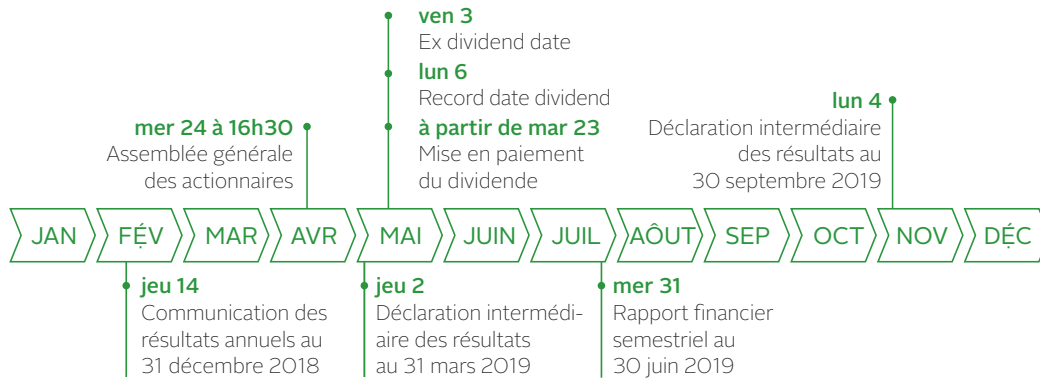 ven 3
Ex dividend date
lun 6
Record date dividend
à partir de mar 23
Mise en paiement
du dividende
mer 24 à 16h30
Assemblée générale
des actionnaires
lun 4
Déclaration intermédiaire
des résultats au
30 septembre 2019
JAN FÉV MAR AVR MAI JUIN JUIL AÔUT SEP OCT NOV DÉC
jeu 14
Communication des
résultats annuels au
31 décembre 2018
jeu 2
Déclaration intermédi-
aire des résultats
au 31 mars 2019
mer 31
Rapport financier
semestriel au
30 juin 2019